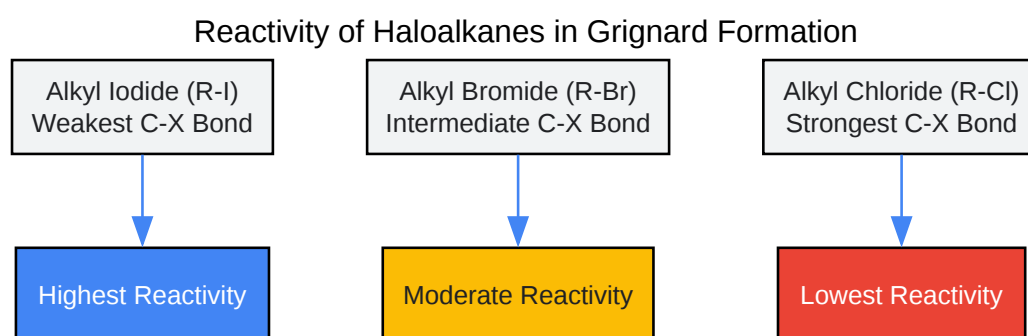 Reactivity of Haloalkanes in Grignard Formation
Alkyl Iodide (R-I)
Weakest C-X Bond
Alkyl Bromide (R-Br)
Intermediate C-X Bond
Alkyl Chloride (R-Cl)
Strongest C-X Bond
Highest Reactivity
Moderate Reactivity
Lowest Reactivity